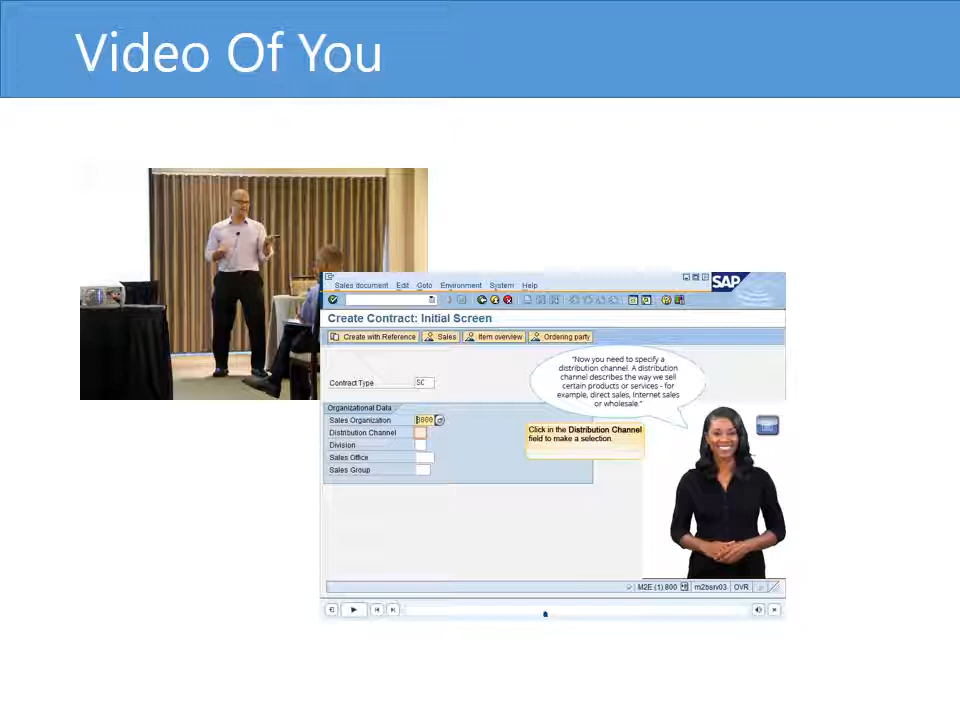 Video Of You
SAP
Sales document Edit Goto Environment System Help
Create Contract: Initial Screen
Create with Reference Sales Item overview Ordering party
"Now you need to specify a
distribution channel. A distribution
channel describes the way we sell
certain products or services - for
example, direct sales, Internet sales
or wholesale."
Contract Type SC
Organizational Data
Sales Organization 3000
Distribution Channel
Division
Sales Office
Sales Group
Click in the Distribution Channel
field to make a selection.
M2E (1) 800 m2bsrv03 OVR